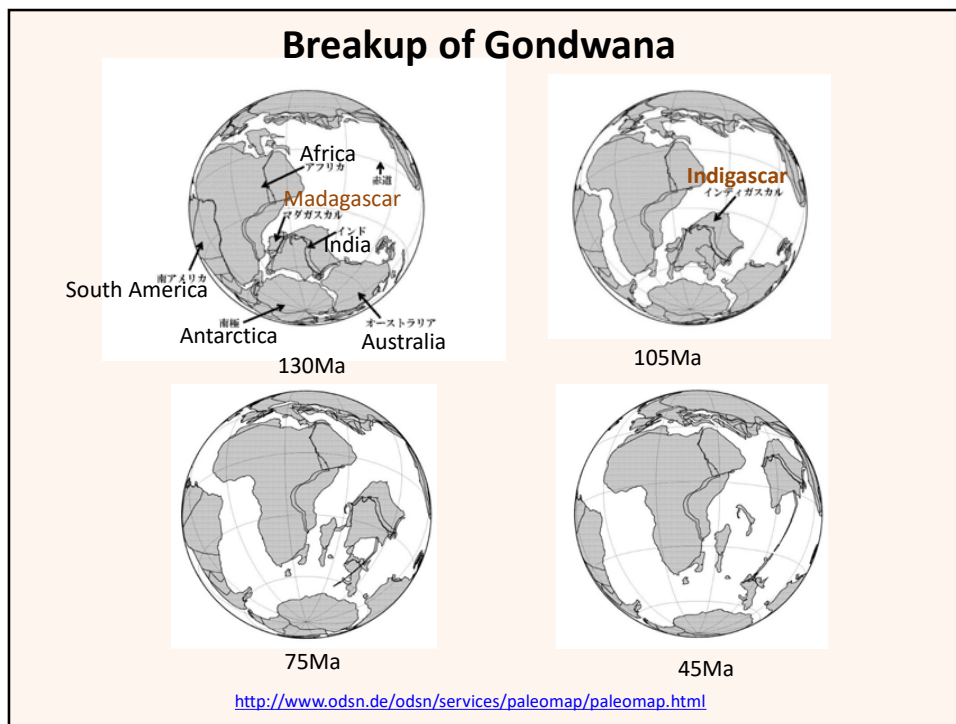 Breakup of Gondwana
Africa
アフリカ
赤道
Madagascar
マダガスカル
インド
India
南アメリカ
South America
南極
Antarctica
オーストラリア
Australia
130Ma
Indigascar
インディガスカル
105Ma
75Ma
45Ma
http://www.odsn.de/odsn/services/paleomap/paleomap.html